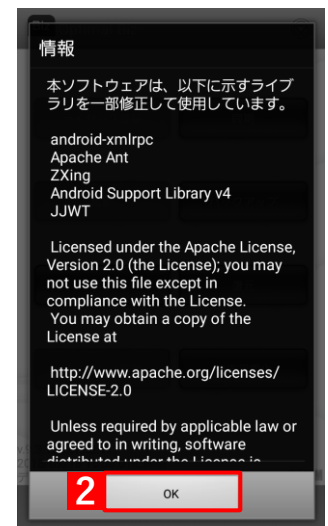 情報
本ソフトウェアは、以下に示すライブ
ラリを一部修正して使用しています。
android-xmlrpc
Apache Ant
ZXing
Android Support Library v4
JJWT
Licensed under the Apache License,
Version 2.0 (the License); you may
not use this file except in
compliance with the License.
You may obtain a copy of the
License at
http://www.apache.org/licenses/
LICENSE-2.0
Unless required by applicable law or
agreed to in writing, software
distributed under the License is
2
OK